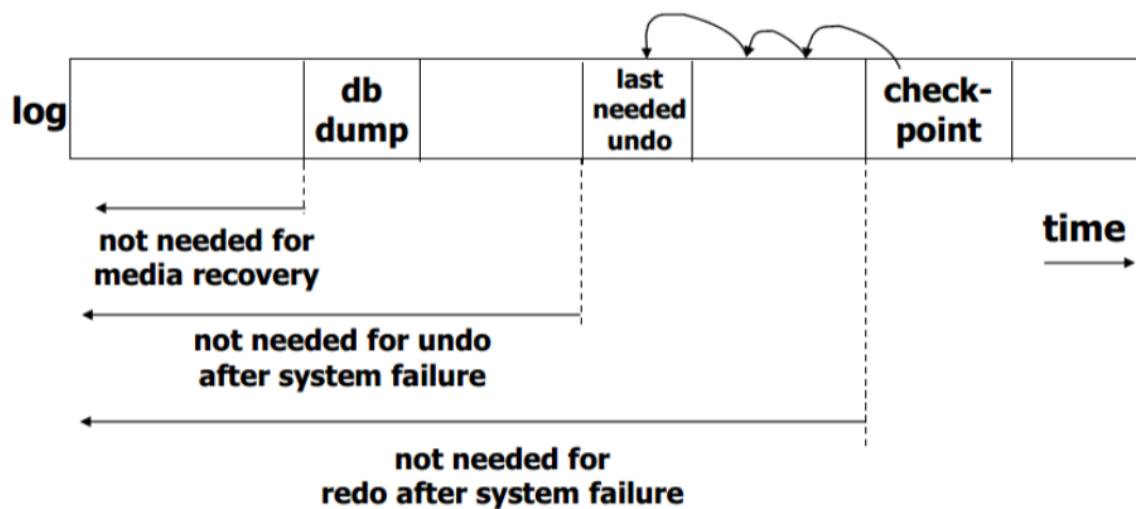 log
db
dump
last
needed
undo
check-
point
not needed for
media recovery
time
not needed for undo
after system failure
not needed for
redo after system failure